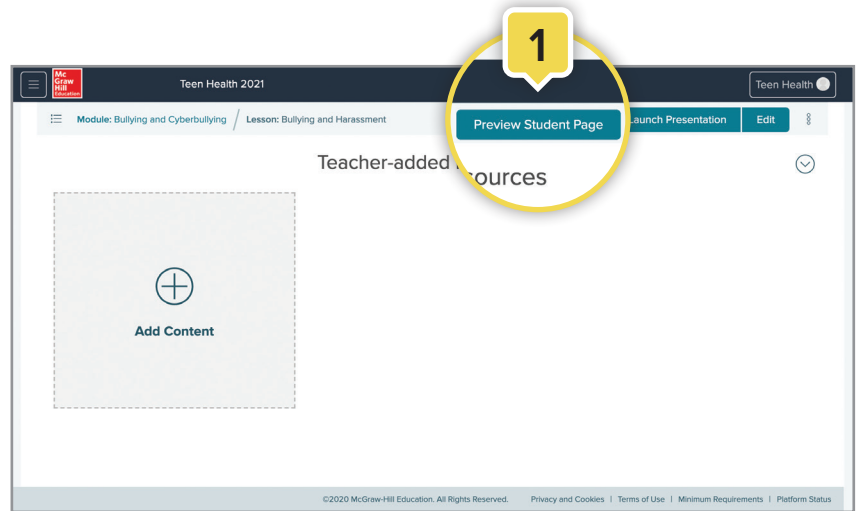 1
Mc
Graw
Hill
Education
Teen Health 2021
Teen Health
Module: Bullying and Cyberbullying / Lesson: Bullying and Harassment
Preview Student Page
Launch Presentation
Edit
Teacher-added
sources
Add Content
©2020 McGraw-Hill Education. All Rights Reserved. Privacy and Cookies | Terms of Use | Minimum Requirements | Platform Status